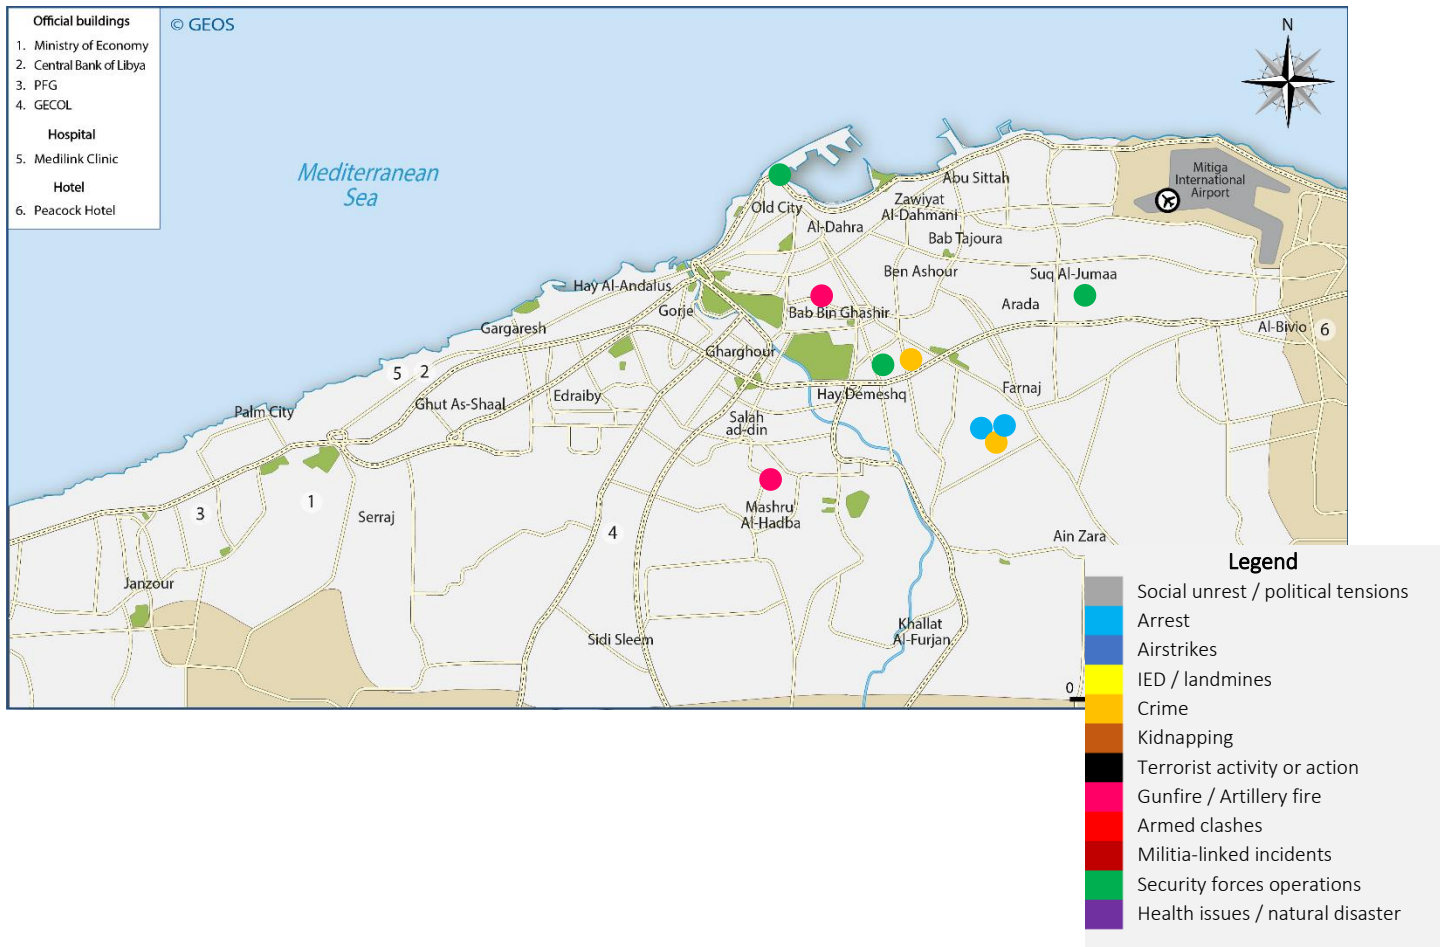 Official buildings
1. Ministry of Economy
2. Central Bank of Libya
3. PFG
4. GECOL
Hospital
5. Medilink Clinic
Hotel
6. Peacock Hotel
© GEOS
N
Mediterranean
Sea
Mitiga
International
Airport
Abu Sittah
Old City
Zawiyat
Al-Dahmani
Al-Dahra
Bab Tajoura
Ben Ashour
Suq Al-Jumaa
Hay Al-Andalus
Arada
Gorje
Bab Bin Ghashir
Gargaresh
Al-Bivio
6
Gharghour
5
2
Farnaj
Edraiby
Hay Demeshq
Ghut As-Shaal
Palm City
Salah
ad-din
1
3
Serraj
Mashru
Al-Hadba
4
Ain Zara
Janzour
Khallat
Al-Furjan
Sidi Sleem
0
Legend
Social unrest / political tensions
Arrest
Airstrikes
IED / landmines
Crime
Kidnapping
Terrorist activity or action
Gunfire / Artillery fire
Armed clashes
Militia-linked incidents
Security forces operations
Health issues / natural disaster